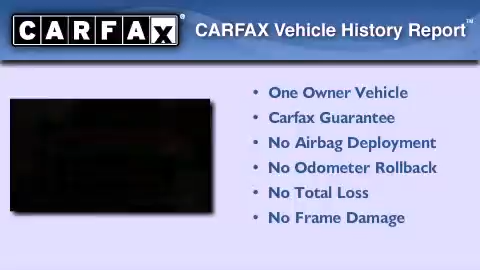 CARFAX® CARFAX Vehicle History Report™
• One Owner Vehicle
• Carfax Guarantee
• No Airbag Deployment
• No Odometer Rollback
• No Total Loss
• No Frame Damage